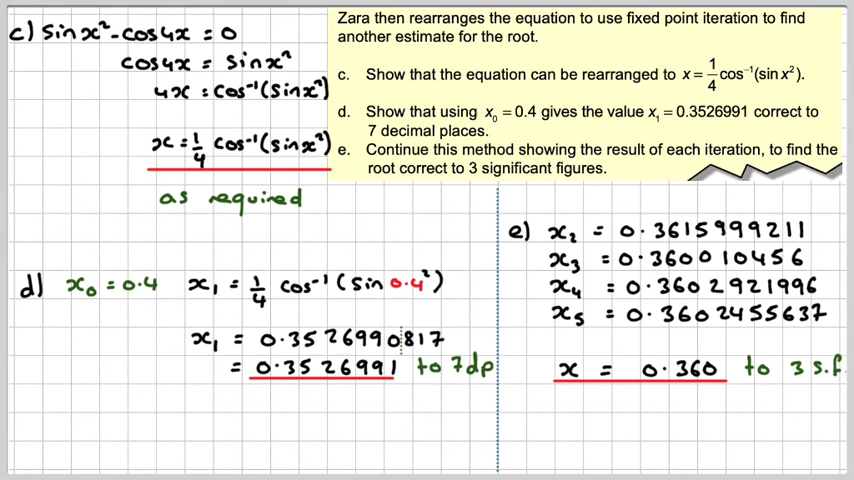 c) sin x² - cos 4x = 0
cos 4x = sin x²
4x = cos⁻¹(sin x²)
x = 1/4 cos⁻¹(sin x²)
as required
Zara then rearranges the equation to use fixed point iteration to find
another estimate for the root.
c. Show that the equation can be rearranged to x = 1/4 cos⁻¹(sin x²).
d. Show that using x₀ = 0.4 gives the value x₁ = 0.3526991 correct to
7 decimal places.
e. Continue this method showing the result of each iteration, to find the
root correct to 3 significant figures.
d) x₀ = 0.4 x₁ = 1/4 cos⁻¹(sin 0.4²)
x₁ = 0.3526990817
= 0.3526991 to 7dp
e) x₂ = 0.3615999211
x₃ = 0.360010456
x₄ = 0.3602921996
x₅ = 0.3602455637
x = 0.360 to 3 s.f